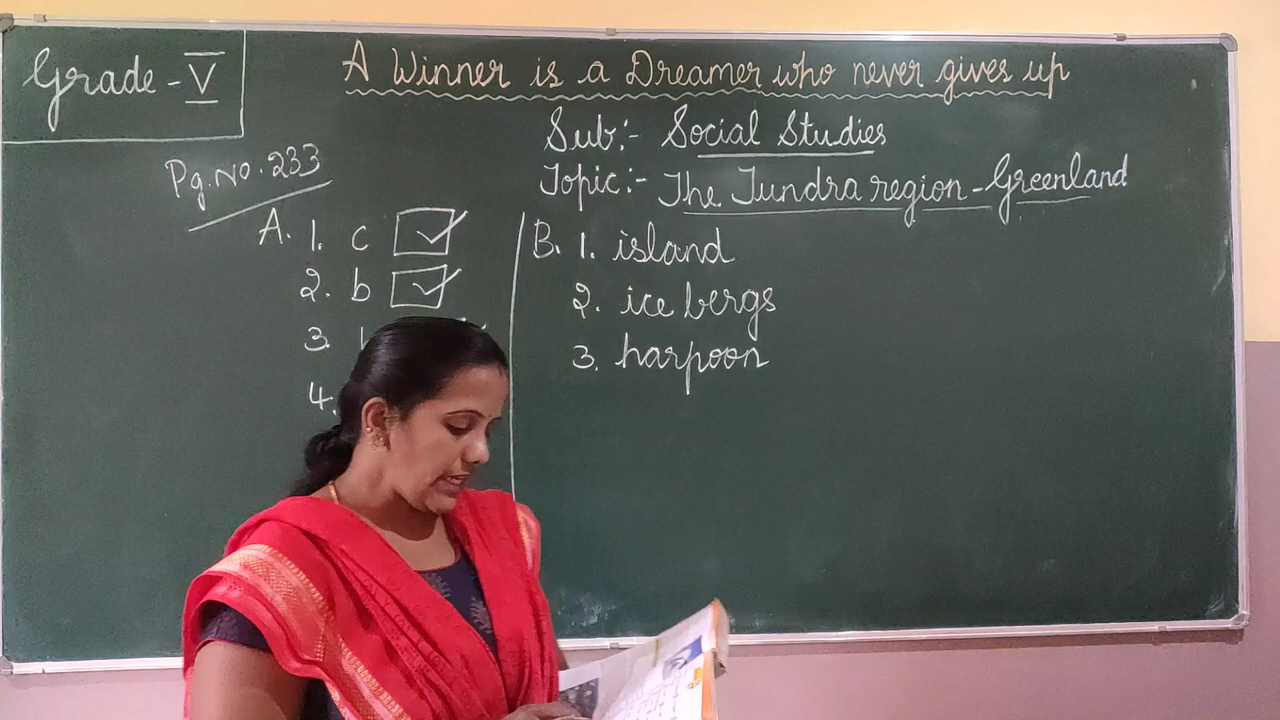 Grade - V
A Winner is a Dreamer who never gives up
Sub:- Social Studies
Topic:- The Tundra region - Greenland
Pg.No. 233
A. 1. c
2. b
3.
4.
B. 1. island
2. ice bergs
3. harpoon